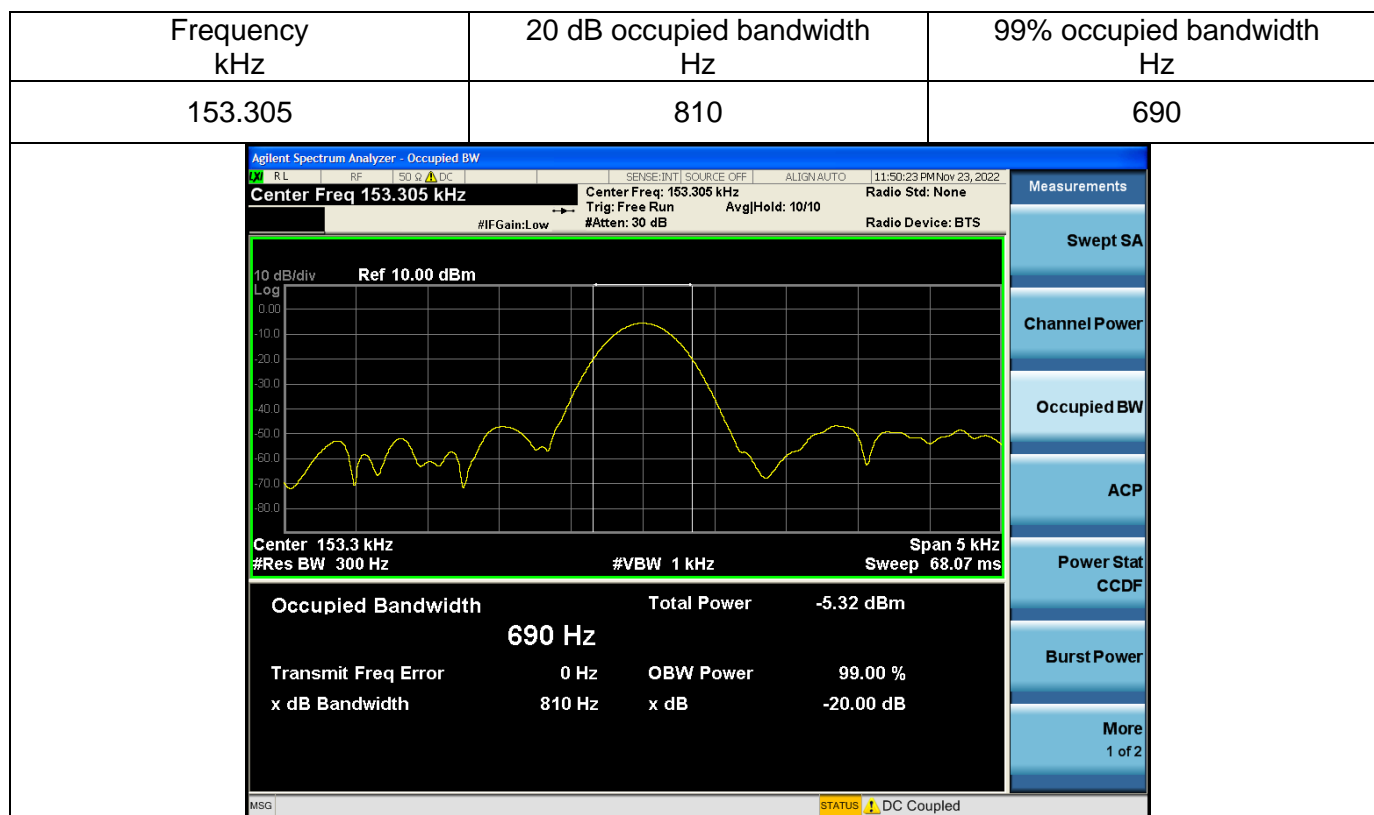 Frequency
kHz
20 dB occupied bandwidth
Hz
99% occupied bandwidth
Hz
153.305
810
690
Agilent Spectrum Analyzer - Occupied BW
LXI RL RF 50 Ω DC SENSE:INT SOURCE OFF ALIGN AUTO 11:50:23 PM Nov 23, 2022
Center Freq 153.305 kHz
Center Freq: 153.305 kHz
Radio Std: None
Trig: Free Run Avg|Hold: 10/10
#IFGain:Low #Atten: 30 dB
Radio Device: BTS
10 dB/div Ref 10.00 dBm
Log
0.00
-10.0
-20.0
-30.0
-40.0
-50.0
-60.0
-70.0
-80.0
Center 153.3 kHz Span 5 kHz
#Res BW 300 Hz #VBW 1 kHz Sweep 68.07 ms
Occupied Bandwidth Total Power -5.32 dBm
690 Hz
Transmit Freq Error 0 Hz OBW Power 99.00 %
x dB Bandwidth 810 Hz x dB -20.00 dB
MSG STATUS DC Coupled
Measurements
Swept SA
Channel Power
Occupied BW
ACP
Power Stat
CCDF
Burst Power
More
1 of 2